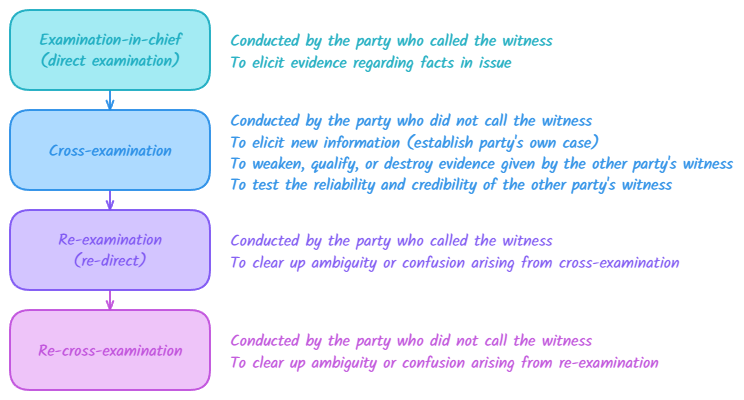 Examination-in-chief
(direct examination)
Conducted by the party who called the witness
To elicit evidence regarding facts in issue
Cross-examination
Conducted by the party who did not call the witness
To elicit new information (establish party's own case)
To weaken, qualify, or destroy evidence given by the other party's witness
To test the reliability and credibility of the other party's witness
Re-examination
(re-direct)
Conducted by the party who called the witness
To clear up ambiguity or confusion arising from cross-examination
Re-cross-examination
Conducted by the party who did not call the witness
To clear up ambiguity or confusion arising from re-examination